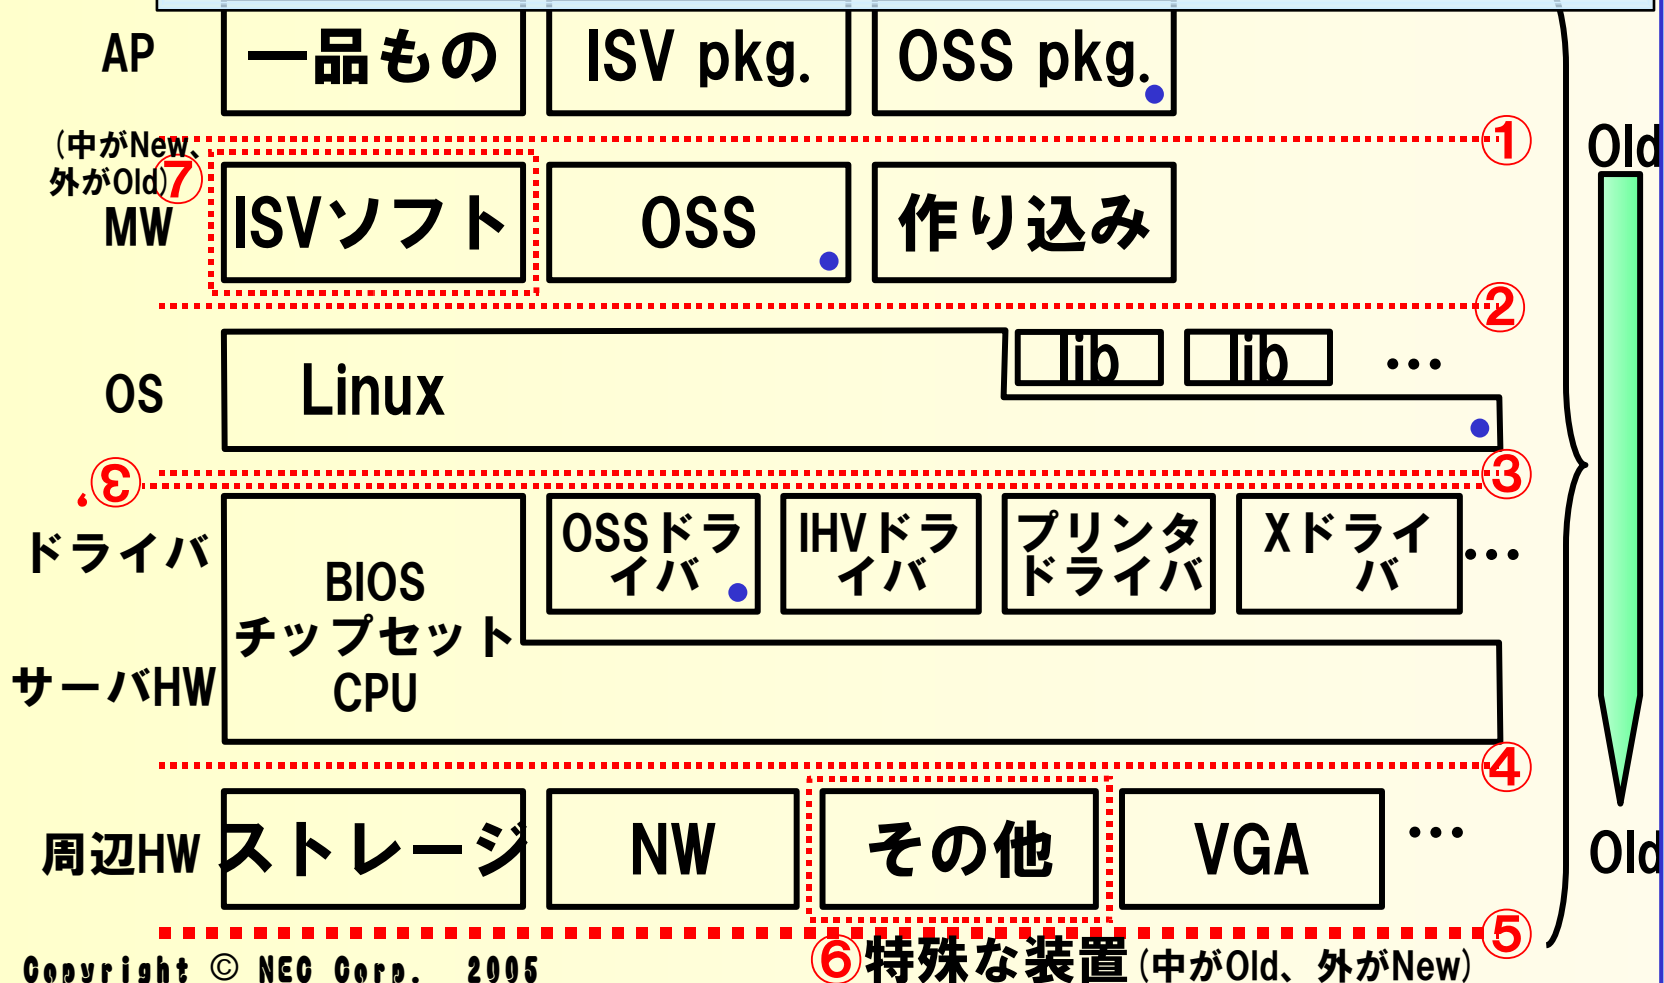 AP 一品もの ISV pkg. OSS pkg.
①
Old
(中がNew、
外がOld)
⑦
MW ISVソフト OSS 作り込み
②
OS Linux lib lib …
③
③'
ドライバ OSSドラ
イバ
IHVドラ
イバ
プリンタ
ドライバ
Xドライ
バ
…
BIOS
チップセット
サーバHW CPU
④
周辺HW ストレージ NW その他 VGA …
Old
⑤
⑥特殊な装置(中がOld、外がNew)
Copyright © NEC Corp. 2005